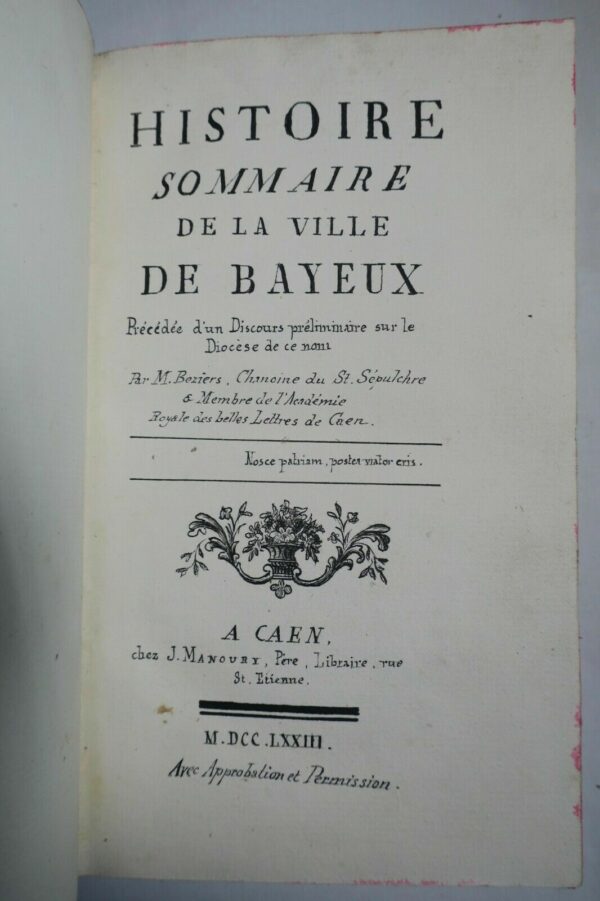 HISTOIRE
SOMMAIRE
DE LA VILLE
DE BAYEUX
Précédée d'un Discours préliminaire sur le
Diocèse de ce nom
Par M. Beziers, Chanoine du St. Sépulchre
& Membre de l'Académie
Royale des belles Lettres de Caen.
Nosce patriam, postea viator eris.
A CAEN,
chez J. MANOURY, Père, Libraire, rue
St. Etienne.
M.DCC.LXXIII.
Avec Approbation et Permission.